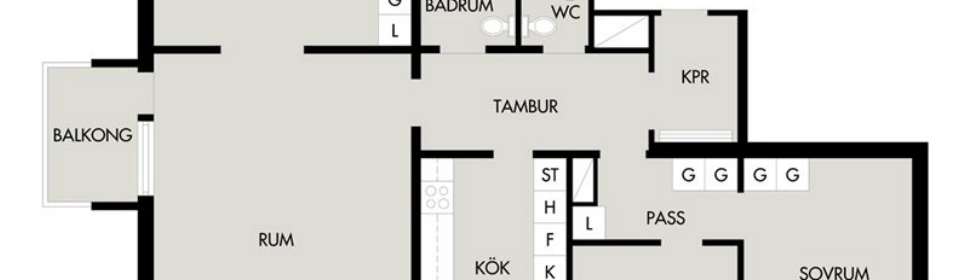 G
L
BADRUM
WC
KPR
TAMBUR
BALKONG
ST
H
F
K
G G G G
L
PASS
RUM
KÖK
SOVRUM